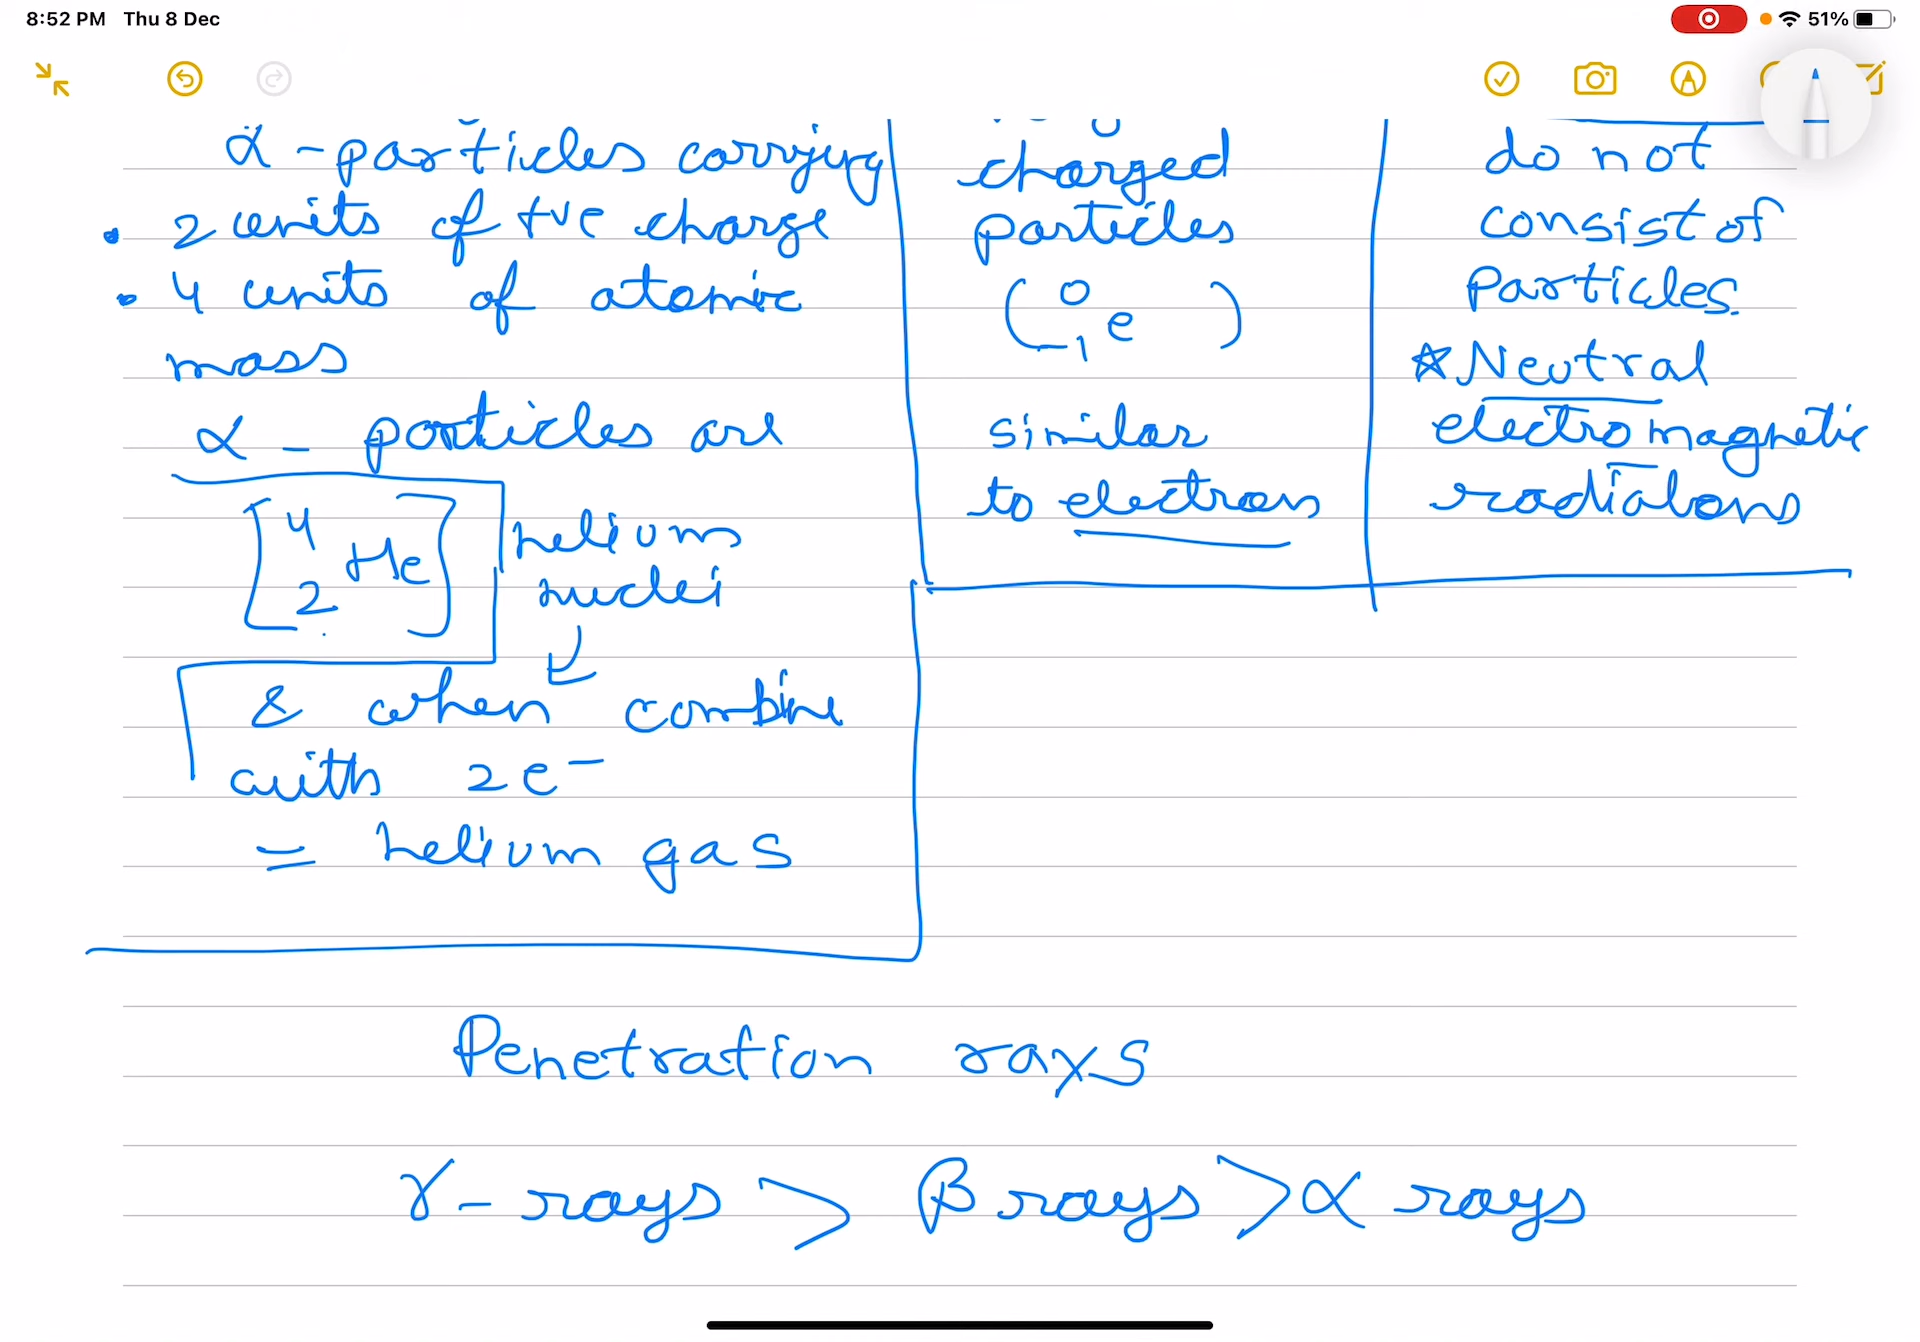 8:52 PM Thu 8 Dec
51%
α - particles carrying
• 2 units of +ve charge
• 4 units of atomic
mass
α - particles are
[4 2 He] helium
nuclei
& when combine
with 2e⁻
= helium gas
charged
particles
(0 -1 e)
similar
to electrons
do not
consist of
Particles.
☆ Neutral
electromagnetic
radiations
Penetration rays
γ - rays > β rays > α rays